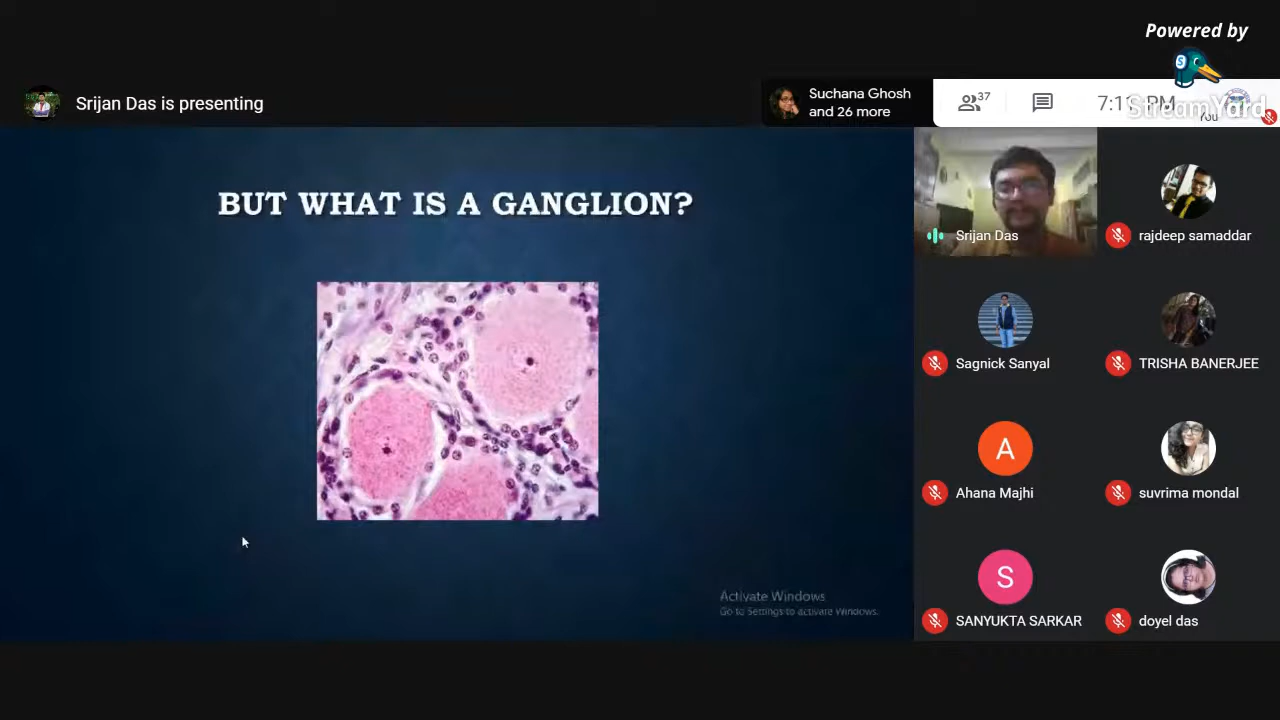 Powered by
StreamYard
Srijan Das is presenting
Suchana Ghosh
and 26 more
37
You
BUT WHAT IS A GANGLION?
Srijan Das
rajdeep samaddar
Sagnick Sanyal
TRISHA BANERJEE
A
Ahana Majhi
suvrima mondal
S
SANYUKTA SARKAR
doyel das
Activate Windows
Go to Settings to activate Windows.